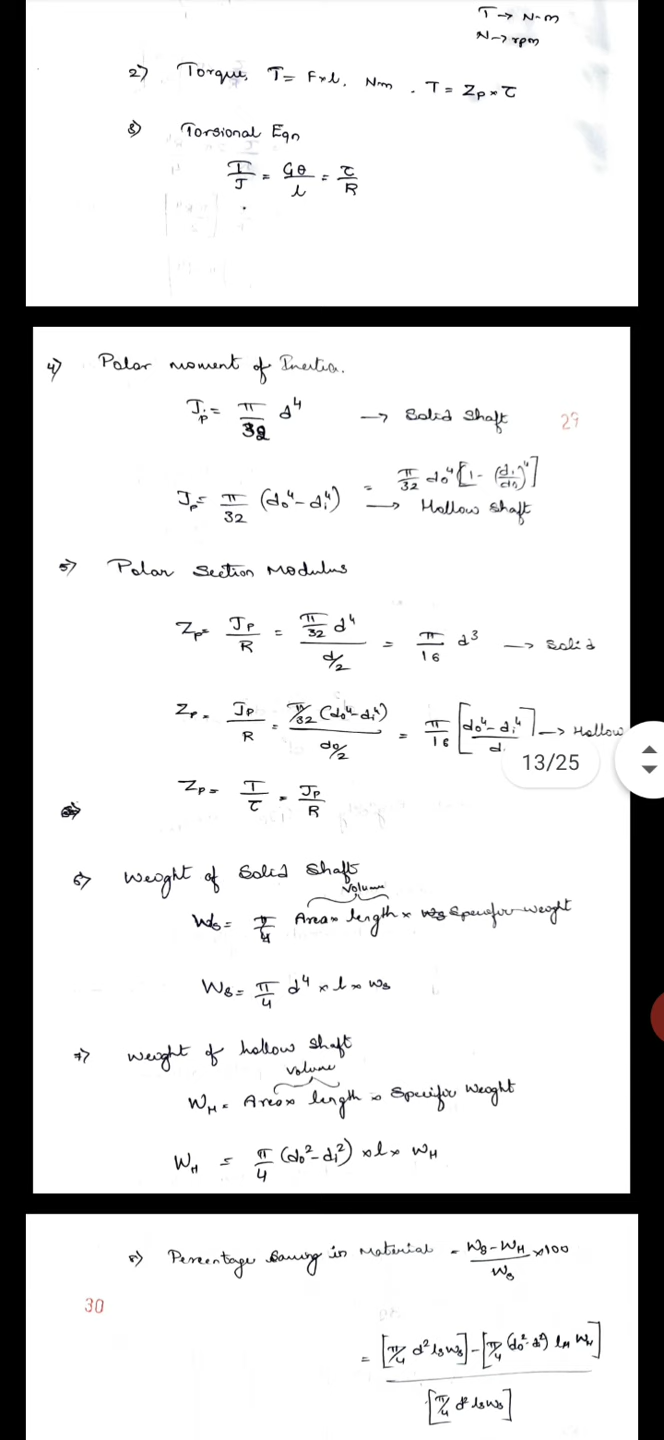 T → N-m
N → rpm
2) Torque, T = F×l, Nm . T = Zp × τ
3) Torsional Eqn
T/J = Gθ/l = τ/R
4) Polar moment of Inertia.
Jp = π/32 d⁴ → Solid Shaft
29
Jp = π/32 (do⁴ - di⁴) = π/32 do⁴ [1 - (di/do)⁴] → Hollow Shaft
5) Polar Section Modulus
Zp = Jp/R = π/32 d⁴ / d/2 = π/16 d³ → Solid
Zp = Jp/R = π/32 (do⁴ - di⁴) / do/2 = π/16 [do⁴ - di⁴ / d.] → Hollow
13/25
Zp = T/τ = Jp/R
6) Weight of Solid Shaft
Volume
Ws = π/4 Area × length × Specific weight
Ws = π/4 d⁴ × l × ws
7) Weight of hollow Shaft
Volume
WH = Area × length × Specific Weight
WH = π/4 (do² - di²) × l × wH
8) Percentage Saving in Material = Ws - WH / Ws × 100
30
= [π/4 d² ls ws] - [π/4 (do² - di²) lH wH] / [π/4 d² ls ws]